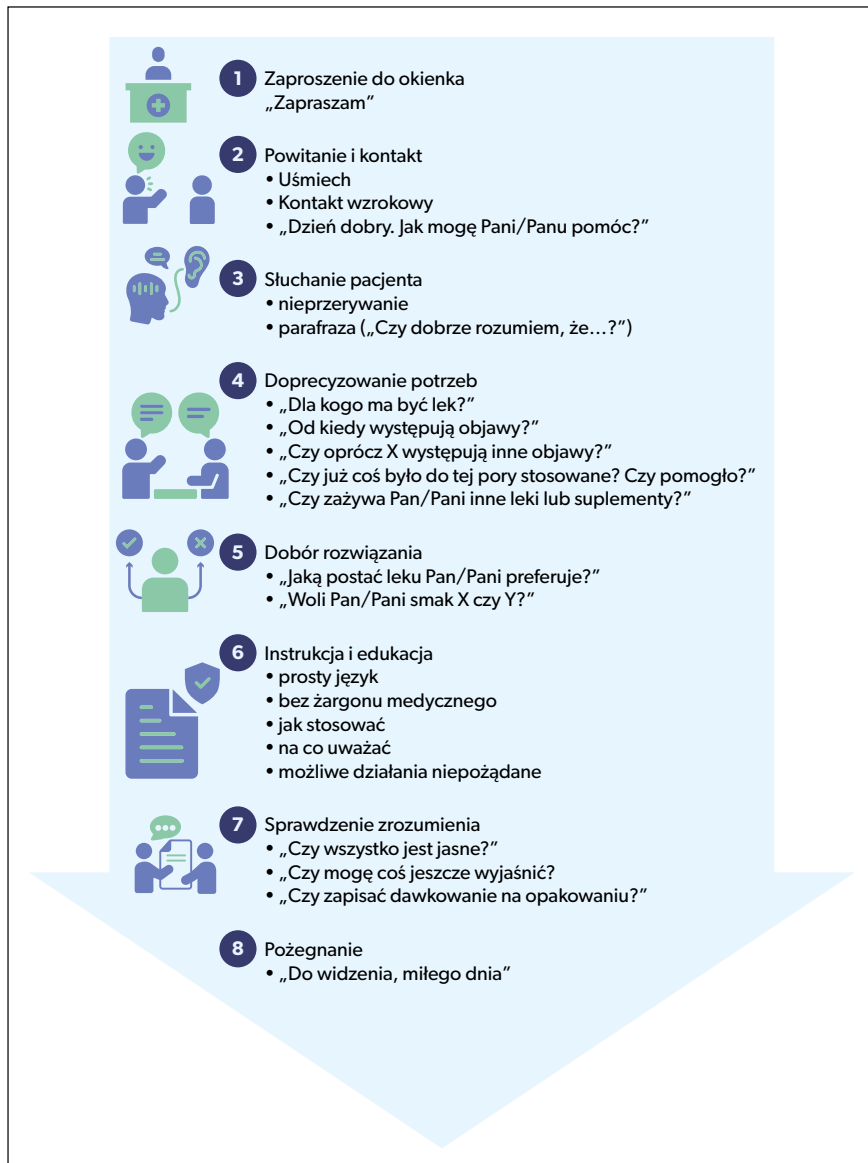 1 Zaproszenie do okienka
„Zapraszam”
2 Powitanie i kontakt
• Uśmiech
• Kontakt wzrokowy
• „Dzień dobry. Jak mogę Pani/Panu pomóc?”
3 Słuchanie pacjenta
• nieprzerywanie
• parafraza („Czy dobrze rozumiem, że…?”)
4 Doprecyzowanie potrzeb
• „Dla kogo ma być lek?”
• „Od kiedy występują objawy?”
• „Czy oprócz X występują inne objawy?”
• „Czy już coś było do tej pory stosowane? Czy pomogło?”
• „Czy zażywa Pan/Pani inne leki lub suplementy?”
5 Dobór rozwiązania
• „Jaką postać leku Pan/Pani preferuje?”
• „Woli Pan/Pani smak X czy Y?”
6 Instrukcja i edukacja
• prosty język
• bez żargonu medycznego
• jak stosować
• na co uważać
• możliwe działania niepożądane
7 Sprawdzenie zrozumienia
• „Czy wszystko jest jasne?”
• „Czy mogę coś jeszcze wyjaśnić?
• „Czy zapisać dawkowanie na opakowaniu?”
8 Pożegnanie
• „Do widzenia, miłego dnia”